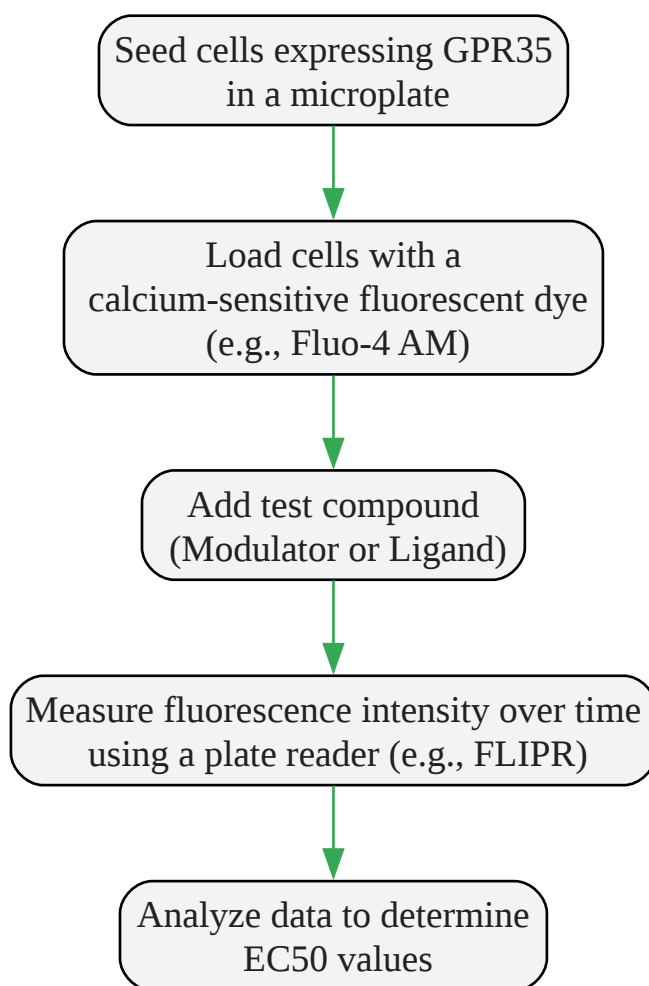 Seed cells expressing GPR35
in a microplate
Load cells with a
calcium-sensitive fluorescent dye
(e.g., Fluo-4 AM)
Add test compound
(Modulator or Ligand)
Measure fluorescence intensity over time
using a plate reader (e.g., FLIPR)
Analyze data to determine
EC50 values